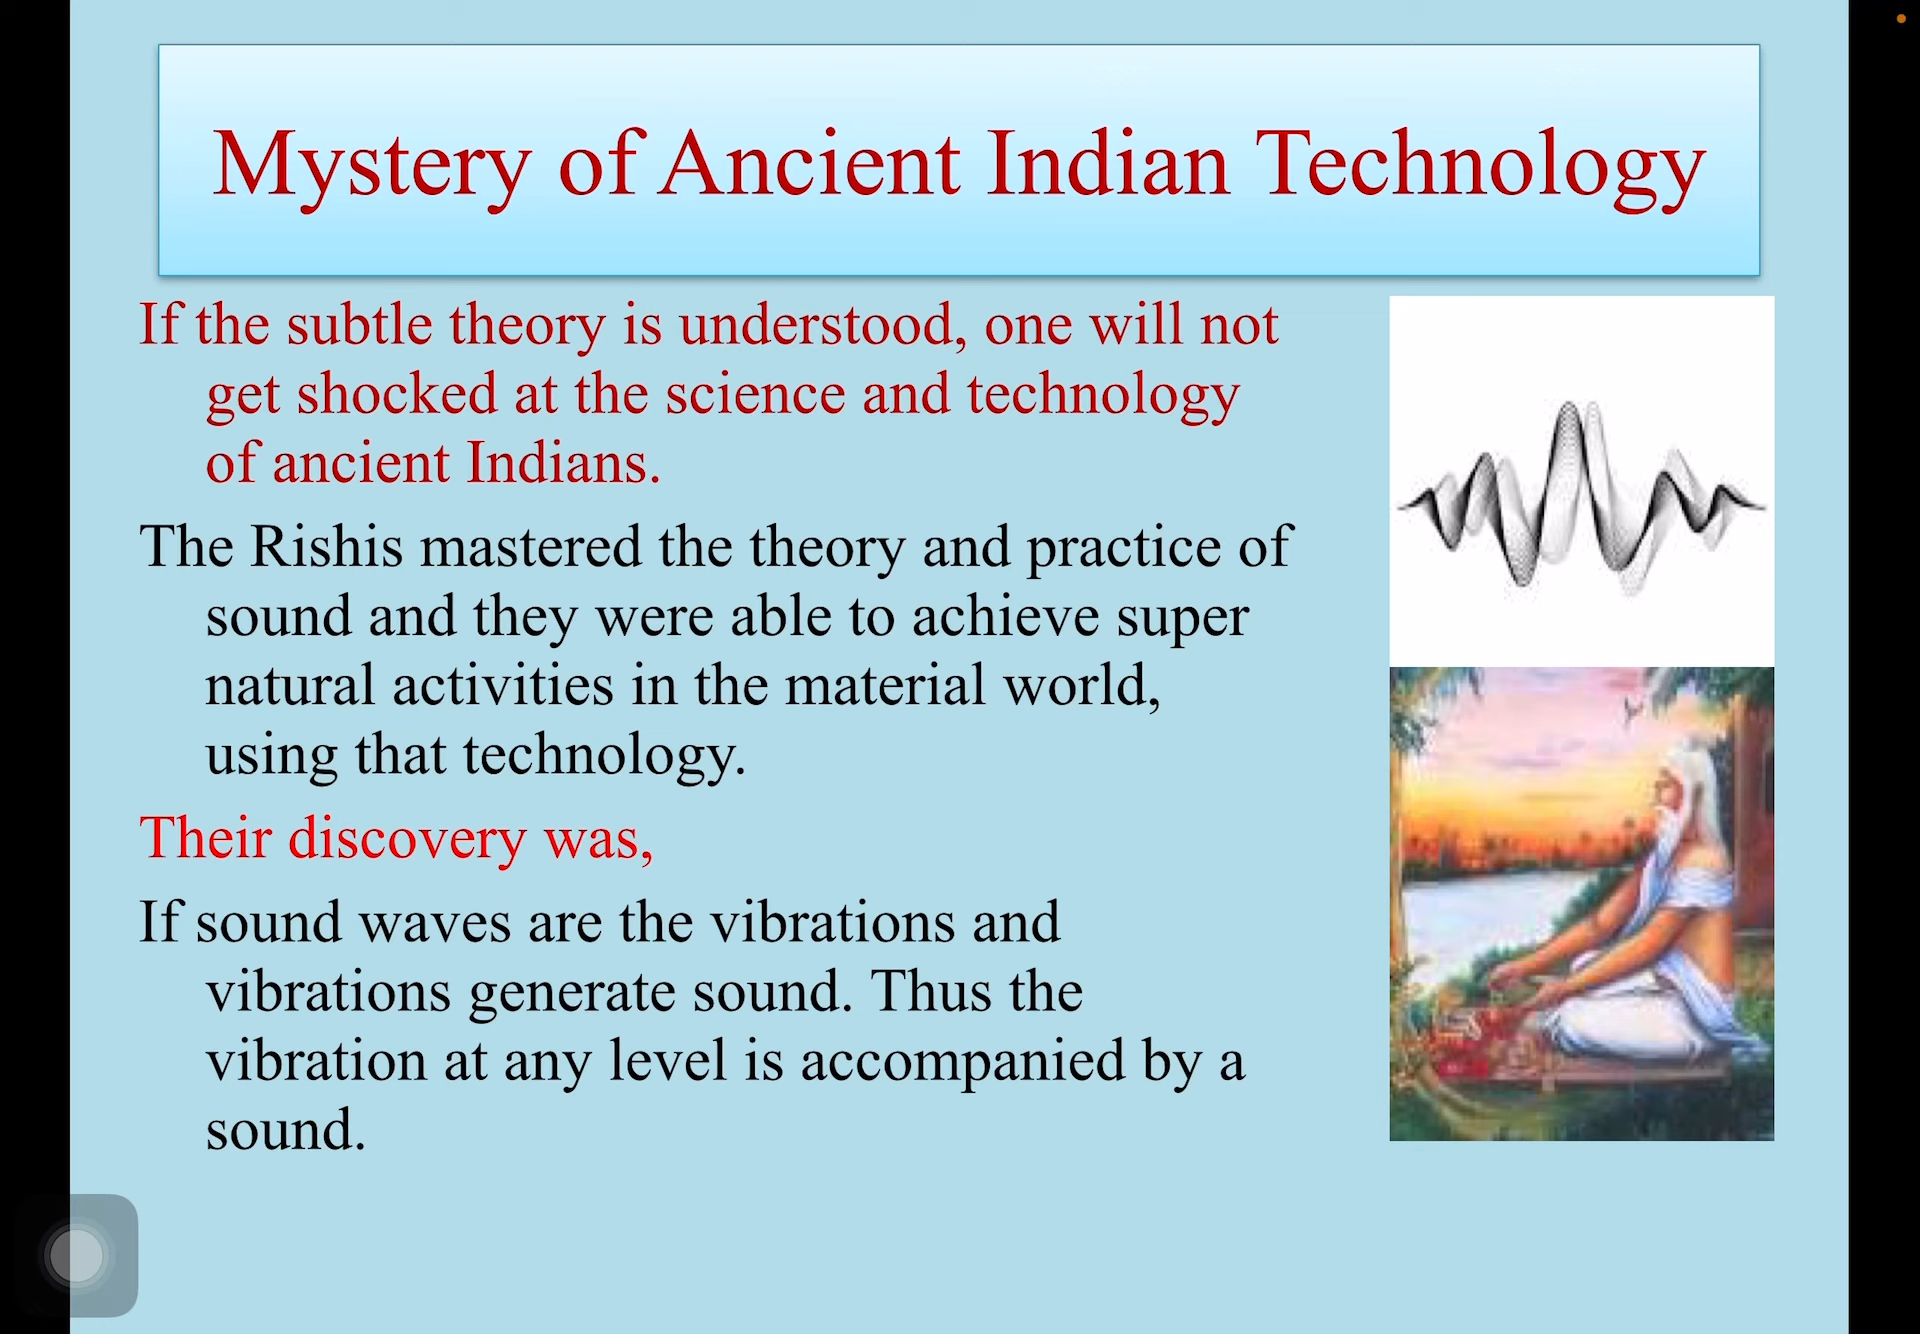 Mystery of Ancient Indian Technology
If the subtle theory is understood, one will not
get shocked at the science and technology
of ancient Indians.
The Rishis mastered the theory and practice of
sound and they were able to achieve super
natural activities in the material world,
using that technology.
Their discovery was,
If sound waves are the vibrations and
vibrations generate sound. Thus the
vibration at any level is accompanied by a
sound.